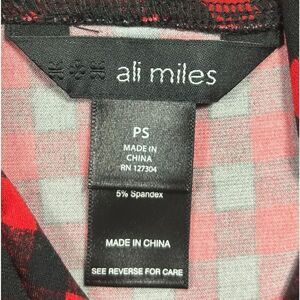 ali miles
PS
MADE IN
CHINA
RN 127304
5% Spandex
MADE IN CHINA
SEE REVERSE FOR CARE